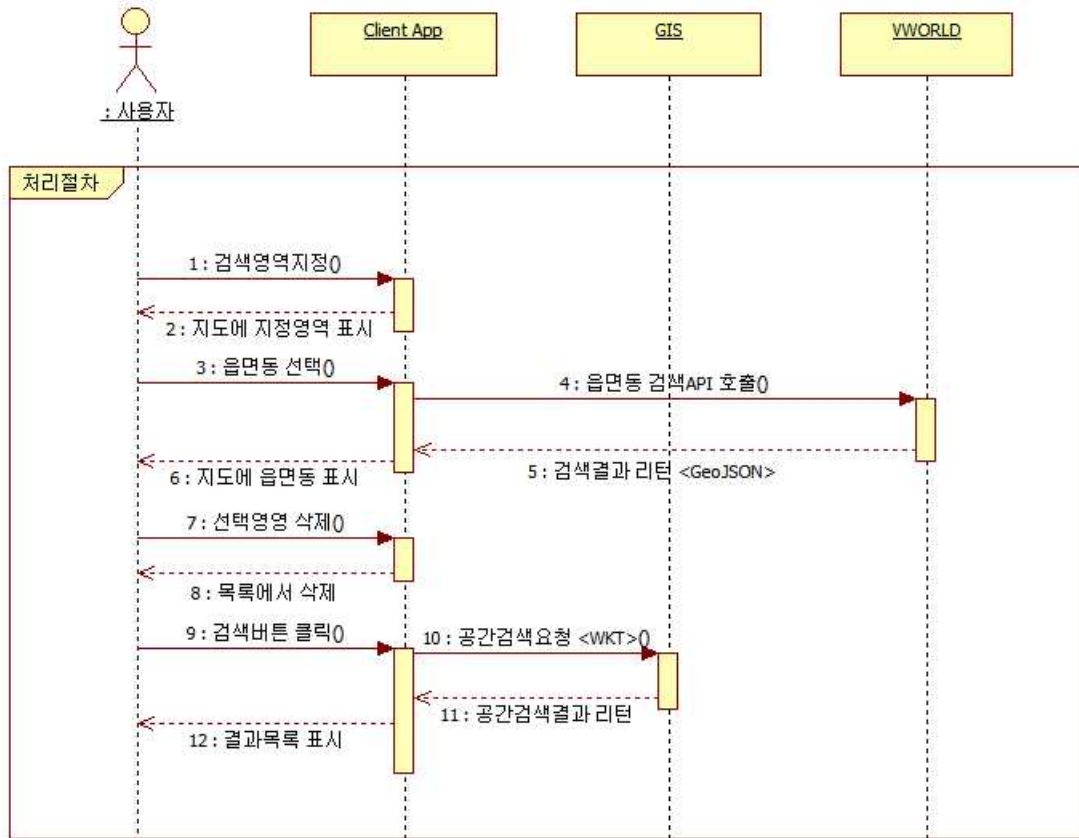 Client App
GIS
VWORLD
: 사용자
처리절차
1 : 검색영역지정()
2 : 지도에 지정영역 표시
3 : 읍면동 선택()
4 : 읍면동 검색API 호출()
5 : 검색결과 리턴 <GeoJSON>
6 : 지도에 읍면동 표시
7 : 선택영영 삭제()
8 : 목록에서 삭제
9 : 검색버튼 클릭()
10 : 공간검색요청 <WKT>()
11 : 공간검색결과 리턴
12 : 결과목록 표시